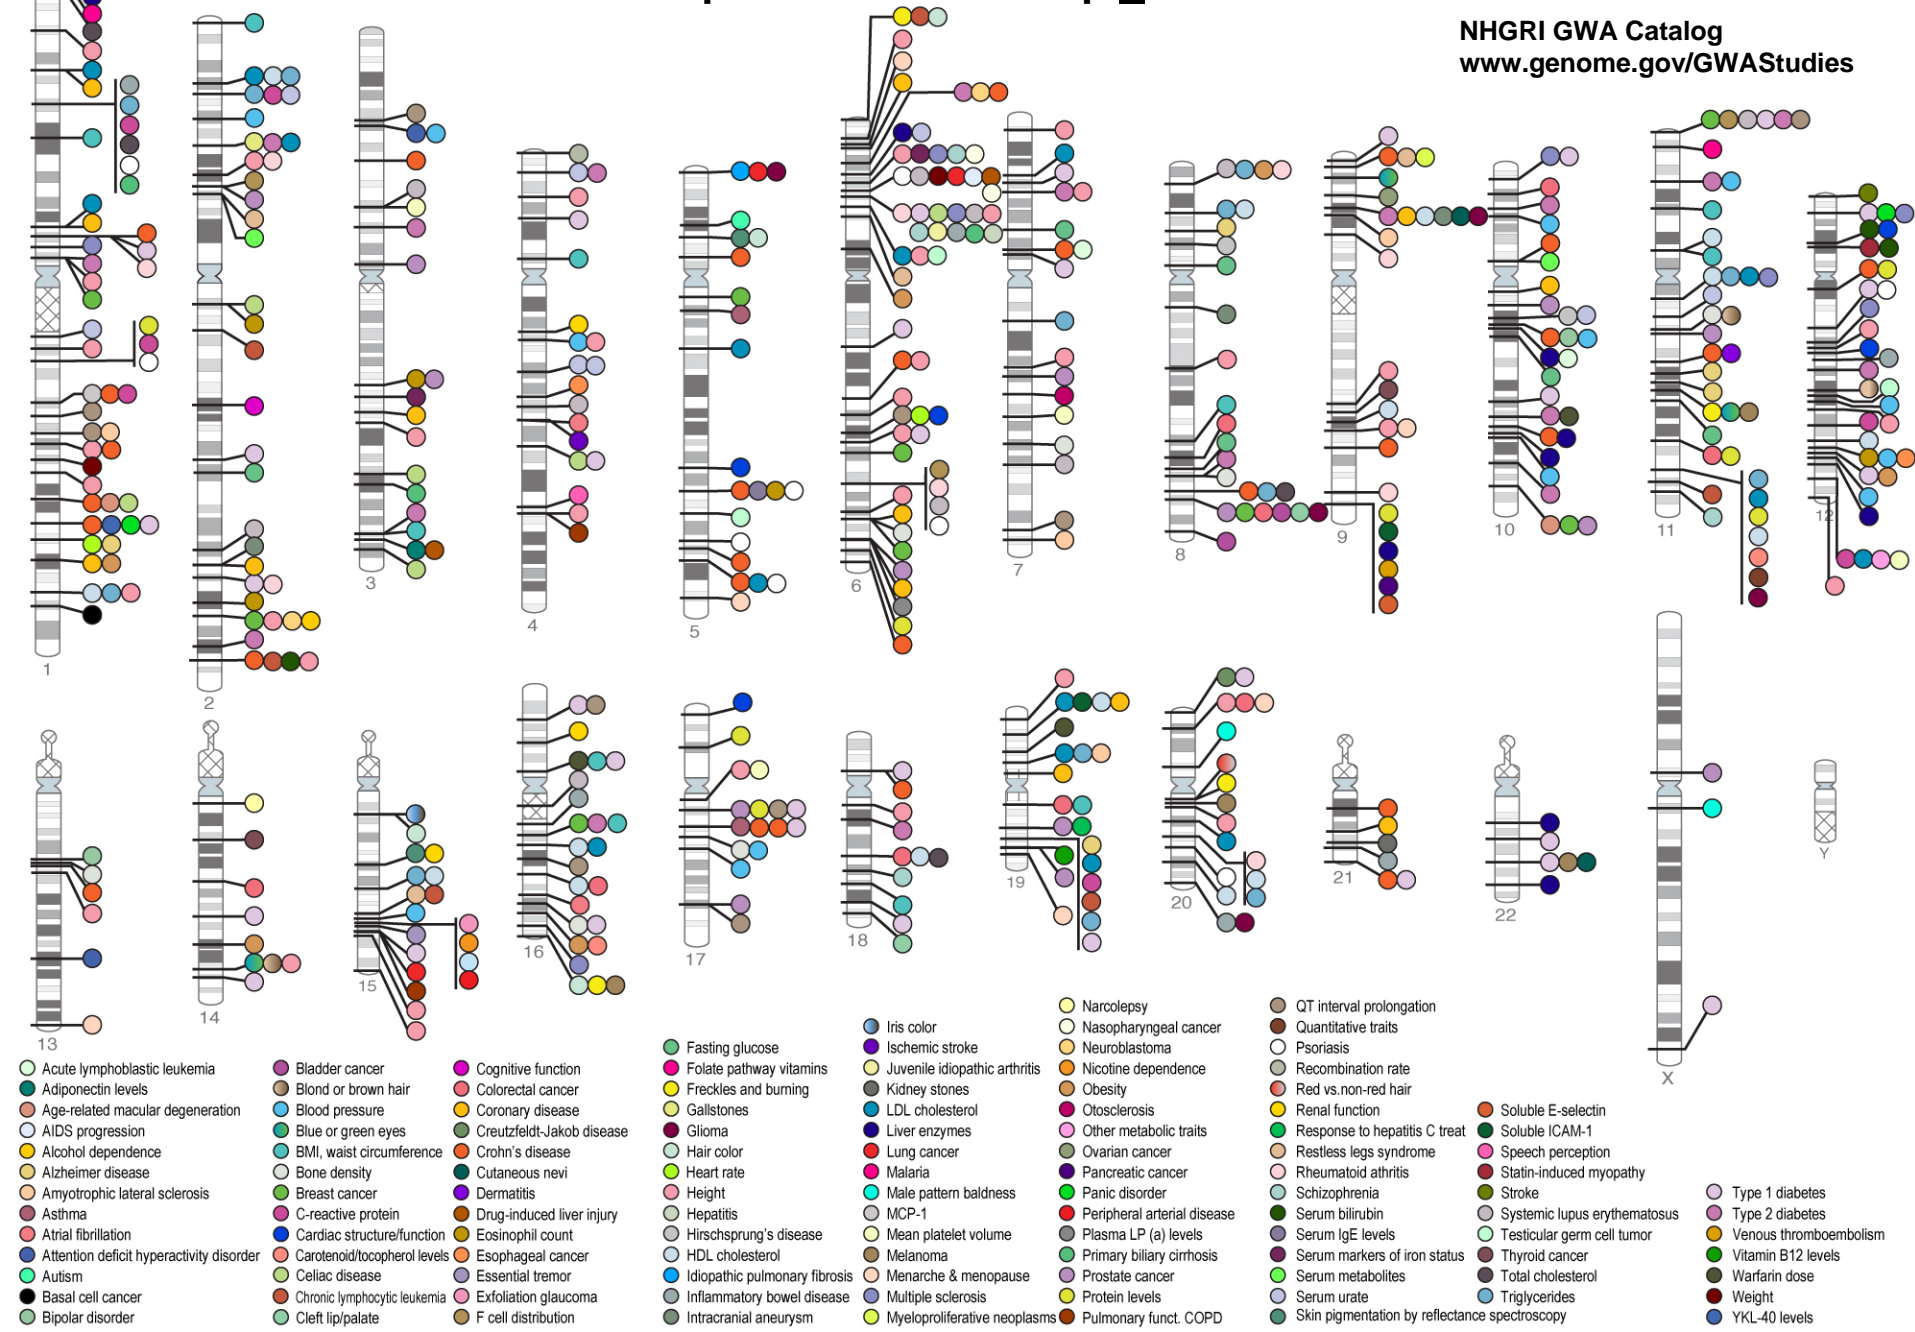 NHGRI GWA Catalog
www.genome.gov/GWAStudies
1
2
3
4
5
6
7
8
9
10
11
12
13
14
15
16
17
18
19
20
21
22
X
Y
Acute lymphoblastic leukemia
Adiponectin levels
Age-related macular degeneration
AIDS progression
Alcohol dependence
Alzheimer disease
Amyotrophic lateral sclerosis
Asthma
Atrial fibrillation
Attention deficit hyperactivity disorder
Autism
Basal cell cancer
Bipolar disorder
Bladder cancer
Blond or brown hair
Blood pressure
Blue or green eyes
BMI, waist circumference
Bone density
Breast cancer
C-reactive protein
Cardiac structure/function
Carotenoid/tocopherol levels
Celiac disease
Chronic lymphocytic leukemia
Cleft lip/palate
Cognitive function
Colorectal cancer
Coronary disease
Creutzfeldt-Jakob disease
Crohn's disease
Cutaneous nevi
Dermatitis
Drug-induced liver injury
Eosinophil count
Esophageal cancer
Essential tremor
Exfoliation glaucoma
F cell distribution
Fasting glucose
Folate pathway vitamins
Freckles and burning
Gallstones
Glioma
Hair color
Heart rate
Height
Hepatitis
Hirschsprung's disease
HDL cholesterol
Idiopathic pulmonary fibrosis
Inflammatory bowel disease
Intracranial aneurysm
Iris color
Ischemic stroke
Juvenile idiopathic arthritis
Kidney stones
LDL cholesterol
Liver enzymes
Lung cancer
Malaria
Male pattern baldness
MCP-1
Mean platelet volume
Melanoma
Menarche & menopause
Multiple sclerosis
Myeloproliferative neoplasms
Narcolepsy
Nasopharyngeal cancer
Neuroblastoma
Nicotine dependence
Obesity
Otosclerosis
Other metabolic traits
Ovarian cancer
Pancreatic cancer
Panic disorder
Peripheral arterial disease
Plasma LP (a) levels
Primary biliary cirrhosis
Prostate cancer
Protein levels
Pulmonary funct. COPD
QT interval prolongation
Quantitative traits
Psoriasis
Recombination rate
Red vs.non-red hair
Renal function
Response to hepatitis C treat
Restless legs syndrome
Rheumatoid athritis
Schizophrenia
Serum bilirubin
Serum IgE levels
Serum markers of iron status
Serum metabolites
Serum urate
Skin pigmentation by reflectance spectroscopy
Soluble E-selectin
Soluble ICAM-1
Speech perception
Statin-induced myopathy
Stroke
Systemic lupus erythematosus
Testicular germ cell tumor
Thyroid cancer
Total cholesterol
Triglycerides
Type 1 diabetes
Type 2 diabetes
Venous thromboembolism
Vitamin B12 levels
Warfarin dose
Weight
YKL-40 levels